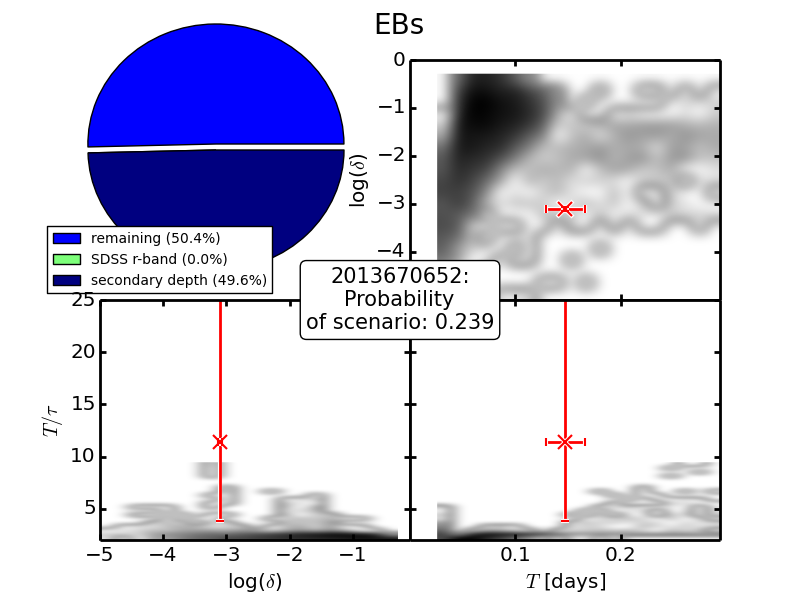 EBs
remaining (50.4%)
SDSS r-band (0.0%)
secondary depth (49.6%)
log(δ)
0
−1
−2
−3
−4
2013670652:
Probability
of scenario: 0.239
T/τ
25
20
15
10
5
−5 −4 −3 −2 −1
log(δ)
0.1 0.2
T [days]